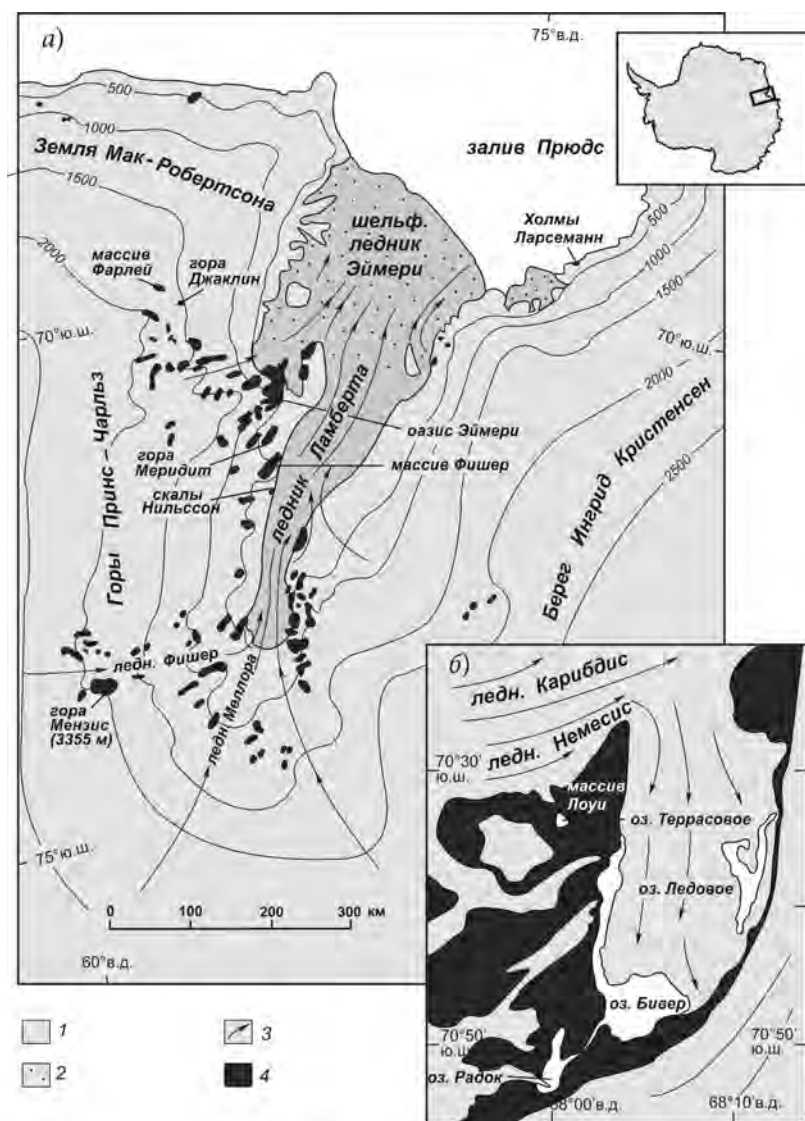 а)
75°в.д.
500
1000
1500
2000
Земля Мак-Робертсона
залив Прюдс
шельф.
ледник
Эймери
Холмы
Ларсеманн
500
1000
1500
массив
Фарлей
гора
Джаклин
70°ю.ш.
70°ю.ш.
2000
2500
оазис Эймери
гора
Меридит
массив Фишер
скалы
Нильссон
ледник Ламберта
Горы Принс-Чарльз
Берег Ингрид Кристенсен
ледн. Фишер
ледн. Меллора
гора
Мензис
(3355 м)
75°ю.ш.
0 100 200 300 км
60°в.д.
1
2
3
4
б)
ледн. Карибдис
ледн. Немесис
70°30'
ю.ш.
массив
Лоуи
оз. Террасовое
оз. Ледовое
оз. Бивер
70°50'
ю.ш.
70°50'
ю.ш.
оз. Радок
68°00'в.д.
68°10'в.д.